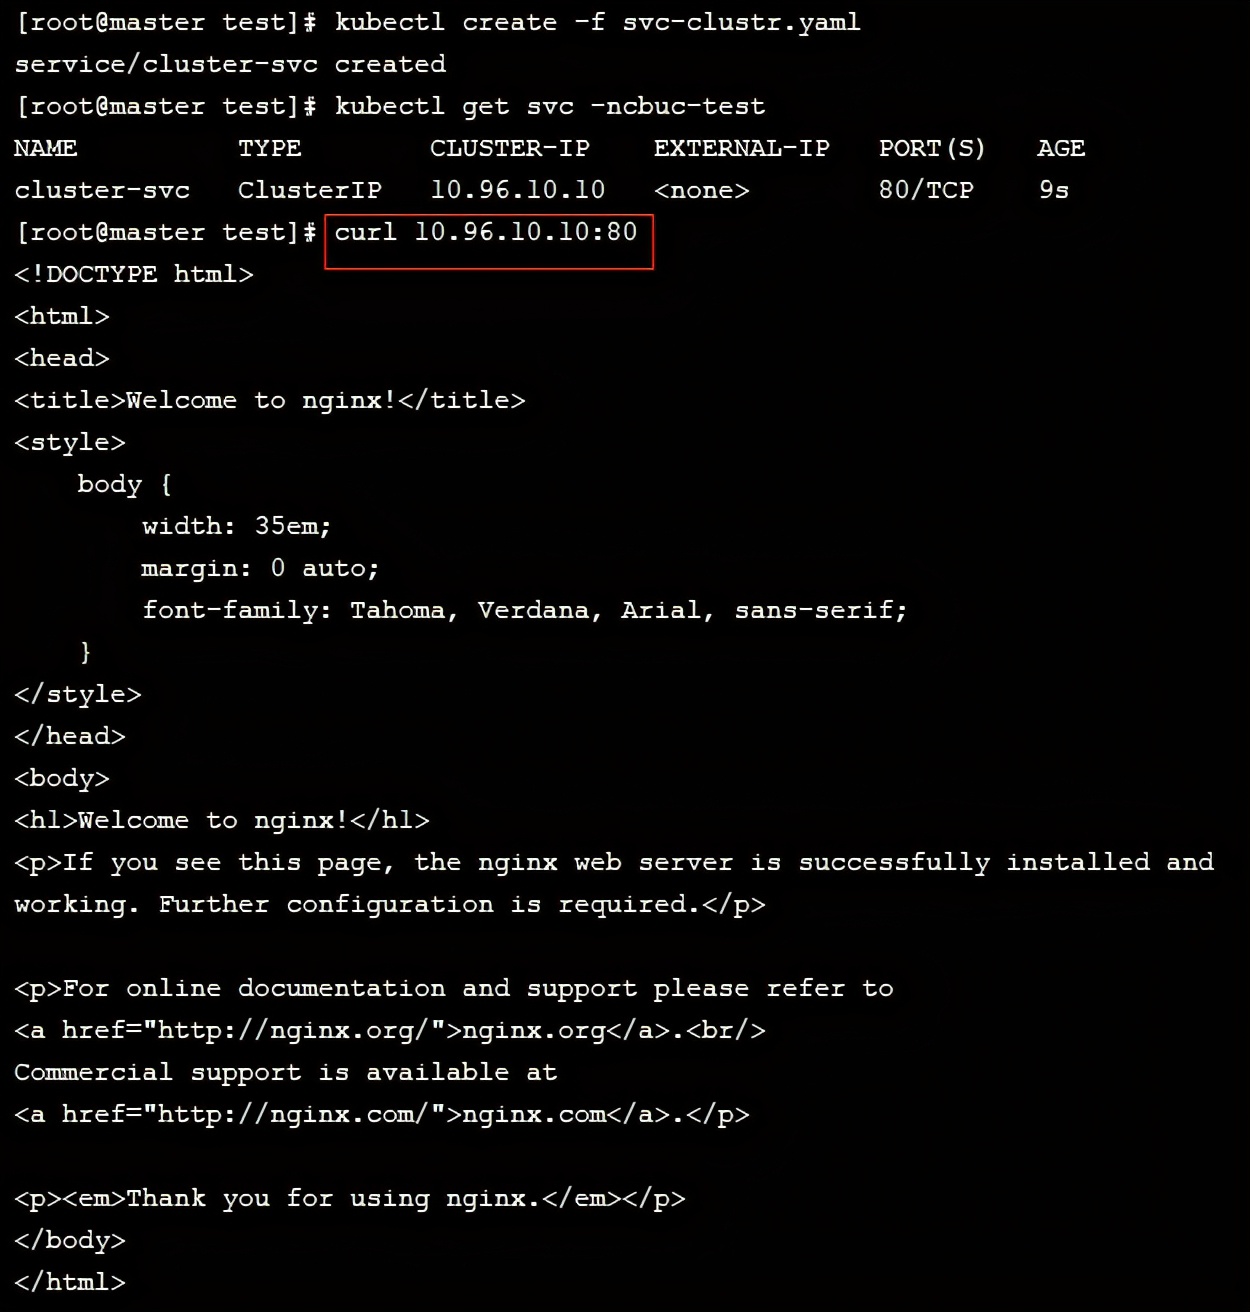 [root@master test]# kubectl create -f svc-clustr.yaml
service/cluster-svc created
[root@master test]# kubectl get svc -ncbuc-test
NAME          TYPE        CLUSTER-IP    EXTERNAL-IP   PORT(S)   AGE
cluster-svc   ClusterIP   10.96.10.10   <none>        80/TCP    9s
[root@master test]# curl 10.96.10.10:80
<!DOCTYPE html>
<html>
<head>
<title>Welcome to nginx!</title>
<style>
    body {
        width: 35em;
        margin: 0 auto;
        font-family: Tahoma, Verdana, Arial, sans-serif;
    }
</style>
</head>
<body>
<h1>Welcome to nginx!</h1>
<p>If you see this page, the nginx web server is successfully installed and
working. Further configuration is required.</p>

<p>For online documentation and support please refer to
<a href="http://nginx.org/">nginx.org</a>.<br/>
Commercial support is available at
<a href="http://nginx.com/">nginx.com</a>.</p>

<p><em>Thank you for using nginx.</em></p>
</body>
</html>